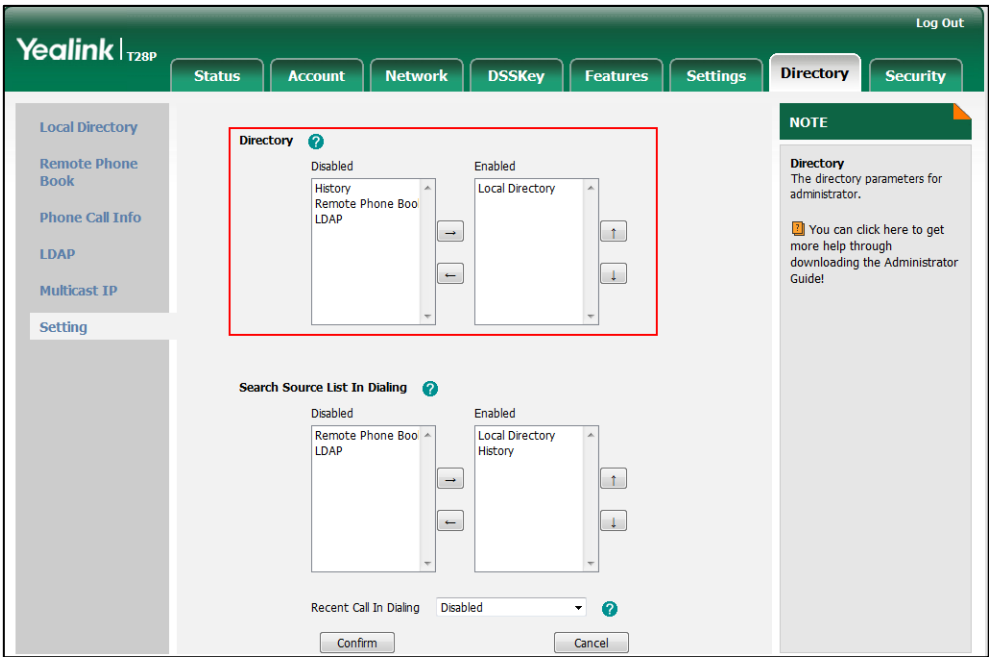 Log Out
Yealink T28P
Status Account Network DSSKey Features Settings Directory Security
Local Directory
Remote Phone
Book
Phone Call Info
LDAP
Multicast IP
Setting
Directory ?
Disabled Enabled
History
Remote Phone Boo
LDAP
Local Directory
→ ↑
← ↓
Search Source List In Dialing ?
Disabled Enabled
Remote Phone Boo
LDAP
Local Directory
History
→ ↑
← ↓
Recent Call In Dialing Disabled ?
Confirm Cancel
NOTE
Directory
The directory parameters for
administrator.
? You can click here to get
more help through
downloading the Administrator
Guide!